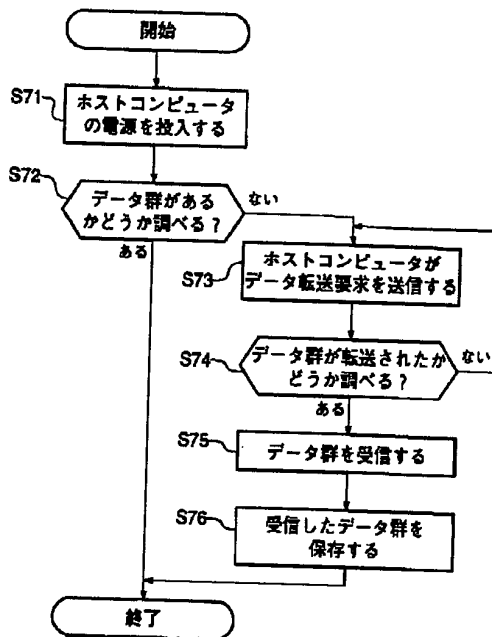 開始
S71
ホストコンピュータ
の電源を投入する
S72
データ群がある
かどうか調べる?
ない
ある
S73
ホストコンピュータが
データ転送要求を送信する
S74
データ群が転送されたか
どうか調べる?
ない
ある
S75
データ群を受信する
S76
受信したデータ群を
保存する
終了